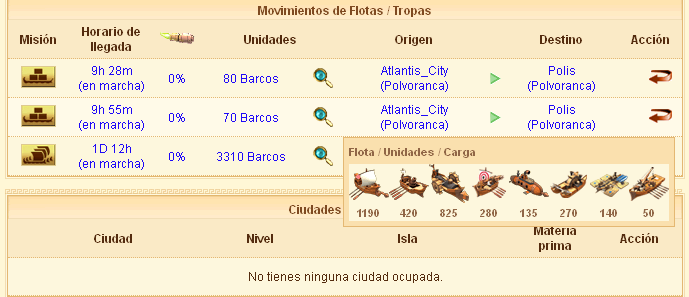 Movimientos de Flotas / Tropas
Misión Horario de llegada Unidades Origen Destino Acción
9h 28m (en marcha) 0% 80 Barcos Atlantis_City (Polvoranca) Polis (Polvoranca)
9h 55m (en marcha) 0% 70 Barcos Atlantis_City (Polvoranca) Polis (Polvoranca)
1D 12h (en marcha) 0% 3310 Barcos
Flota / Unidades / Carga
1190 420 825 280 135 270 140 50
Ciudades
Ciudad Nivel Isla Materia prima Acción
No tienes ninguna ciudad ocupada.